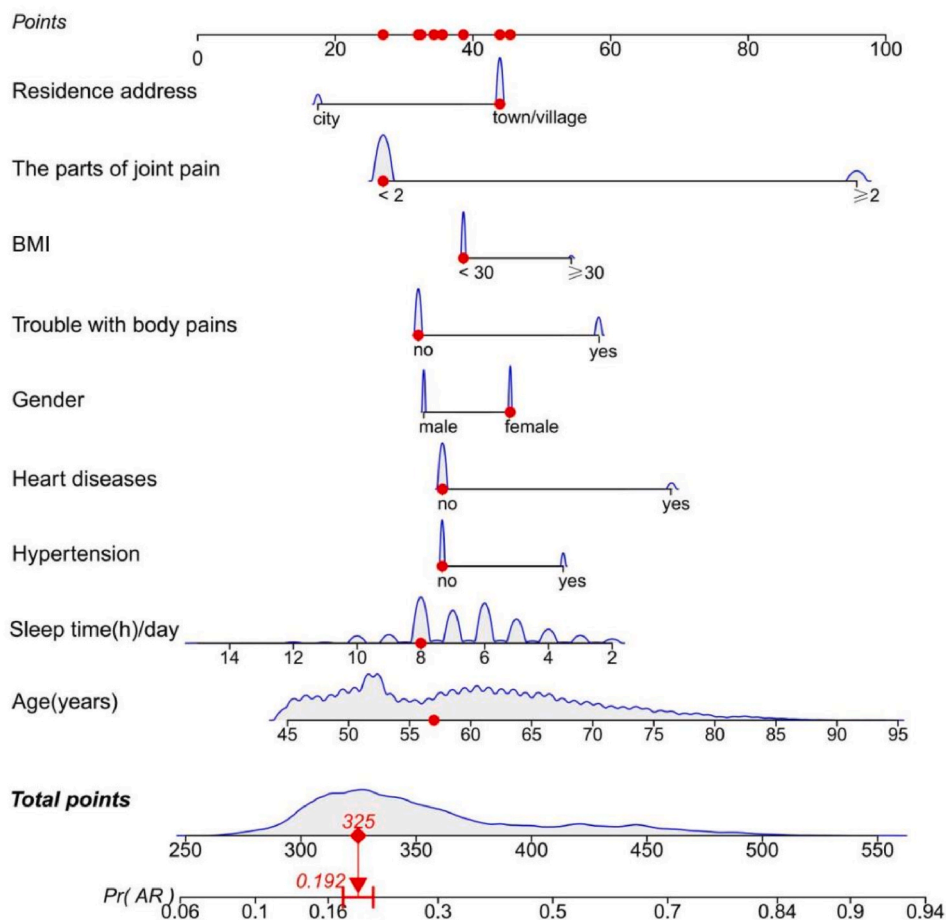 Points
0 20 40 60 80 100
Residence address
city town/village
The parts of joint pain
< 2 ⩾2
BMI
< 30 ⩾30
Trouble with body pains
no yes
Gender
male female
Heart diseases
no yes
Hypertension
no yes
Sleep time(h)/day
14 12 10 8 6 4 2
Age(years)
45 50 55 60 65 70 75 80 85 90 95
Total points
325
250 300 350 400 450 500 550
0.192
Pr( AR )
0.06 0.1 0.16 0.3 0.5 0.7 0.84 0.9 0.94